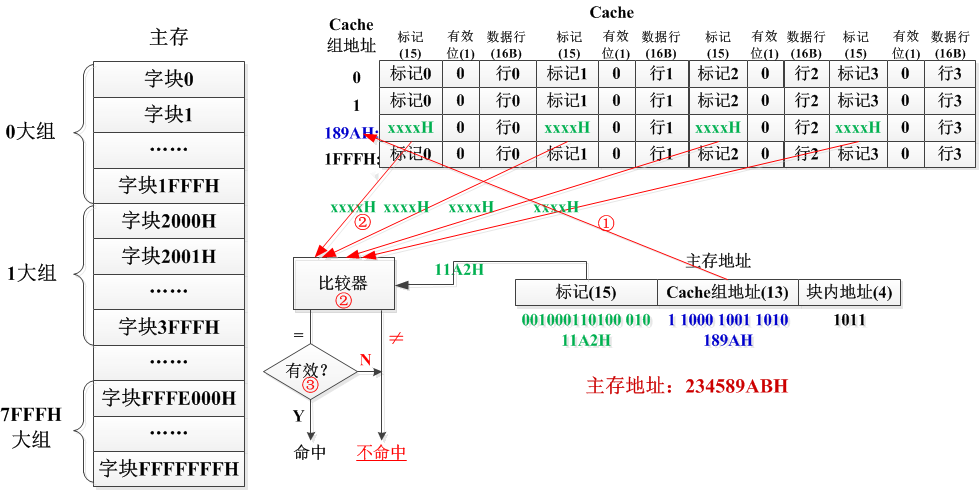 Cache
主存
Cache
组地址
标记
(15)
有效
位(1)
数据行
(16B)
标记
(15)
有效
位(1)
数据行
(16B)
标记
(15)
有效
位(1)
数据行
(16B)
标记
(15)
有效
位(1)
数据行
(16B)
0 标记0 0 行0 标记1 0 行1 标记2 0 行2 标记3 0 行3
1 标记0 0 行0 标记1 0 行1 标记2 0 行2 标记3 0 行3
189AH: xxxxH 0 行0 xxxxH 0 行1 xxxxH 0 行2 xxxxH 0 行3
1FFFH: 标记0 0 行0 标记1 0 行1 标记2 0 行2 标记3 0 行3
0大组
字块0
字块1
……
字块1FFFH
1大组
字块2000H
字块2001H
……
字块3FFFH
……
7FFFH
大组
字块FFFE000H
……
字块FFFFFFFH
xxxxH xxxxH xxxxH xxxxH
② ①
比较器
②
11A2H
主存地址
标记(15) Cache组地址(13) 块内地址(4)
001000110100 010 1 1000 1001 1010 1011
11A2H 189AH
= ≠
有效?
③
N
Y
命中 不命中
主存地址：234589ABH